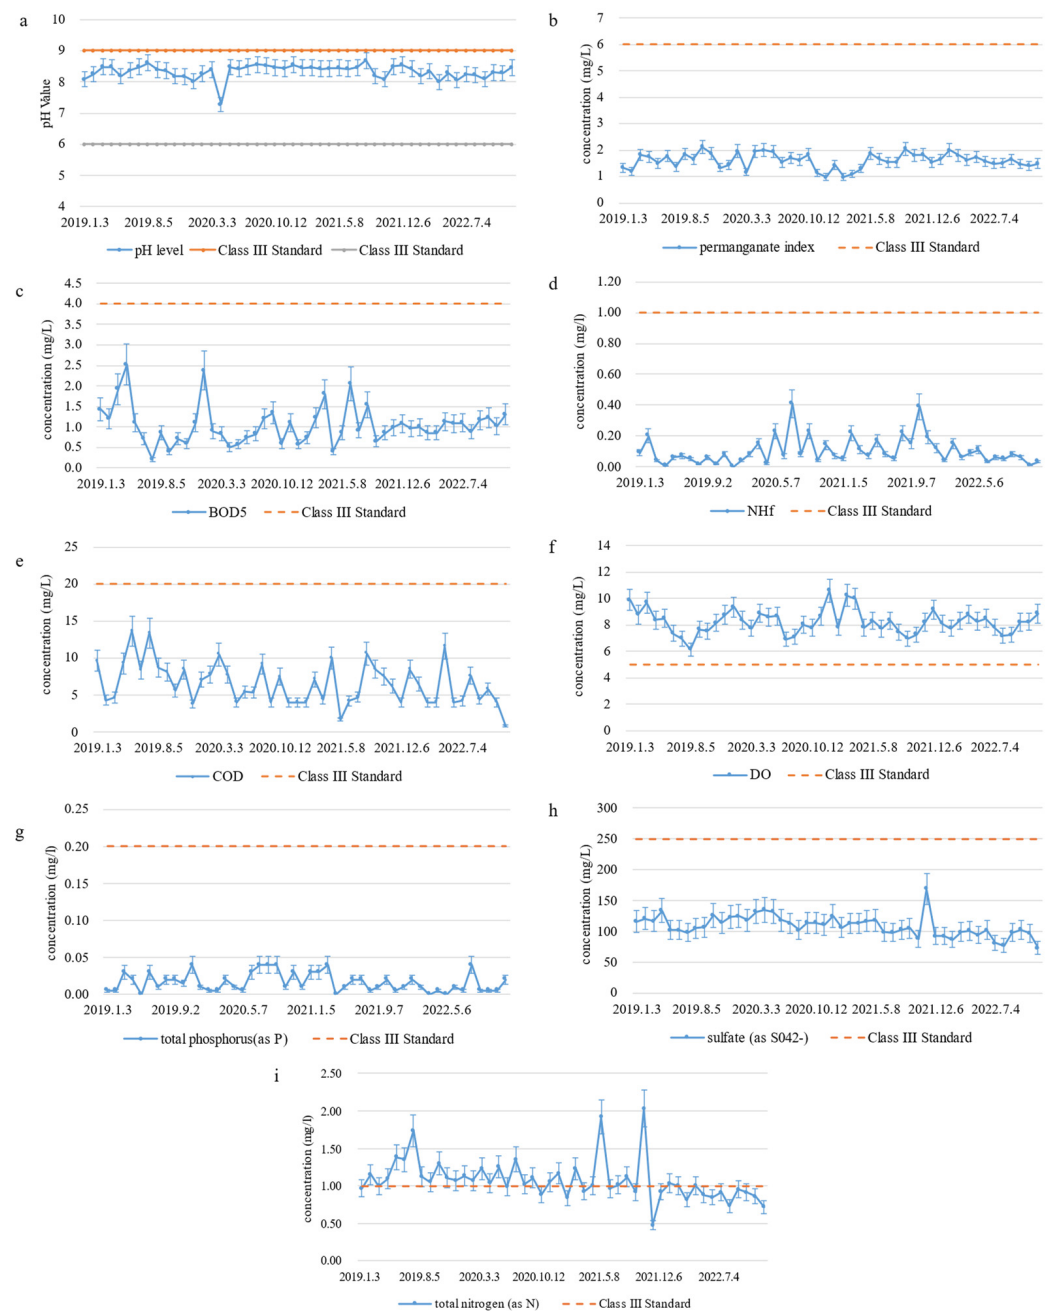 a
10
9
8
7
6
5
4
pH Value
2019.1.3 2019.8.5 2020.3.3 2020.10.12 2021.5.8 2021.12.6 2022.7.4
pH level Class III Standard Class III Standard
b
7
6
5
4
3
2
1
0
concentration (mg/L)
2019.1.3 2019.8.5 2020.3.3 2020.10.12 2021.5.8 2021.12.6 2022.7.4
permanganate index Class III Standard
c
4.5
4.0
3.5
3.0
2.5
2.0
1.5
1.0
0.5
0.0
concentration (mg/L)
2019.1.3 2019.8.5 2020.3.3 2020.10.12 2021.5.8 2021.12.6 2022.7.4
BOD5 Class III Standard
d
1.20
1.00
0.80
0.60
0.40
0.20
0.00
concentration (mg/l)
2019.1.3 2019.9.2 2020.5.7 2021.1.5 2021.9.7 2022.5.6
NHf Class III Standard
e
25
20
15
10
5
0
concentration (mg/L)
2019.1.3 2019.8.5 2020.3.3 2020.10.12 2021.5.8 2021.12.6 2022.7.4
COD Class III Standard
f
14
12
10
8
6
4
2
0
concentration (mg/L)
2019.1.3 2019.8.5 2020.3.3 2020.10.12 2021.5.8 2021.12.6 2022.7.4
DO Class III Standard
g
0.25
0.20
0.15
0.10
0.05
0.00
concentration (mg/l)
2019.1.3 2019.9.2 2020.5.7 2021.1.5 2021.9.7 2022.5.6
total phosphorus(as P) Class III Standard
h
300
250
200
150
100
50
0
concentration (mg/L)
2019.1.3 2019.8.5 2020.3.3 2020.10.12 2021.5.8 2021.12.6 2022.7.4
sulfate (as S042-) Class III Standard
i
2.50
2.00
1.50
1.00
0.50
0.00
concentration (mg/l)
2019.1.3 2019.8.5 2020.3.3 2020.10.12 2021.5.8 2021.12.6 2022.7.4
total nitrogen (as N) Class III Standard